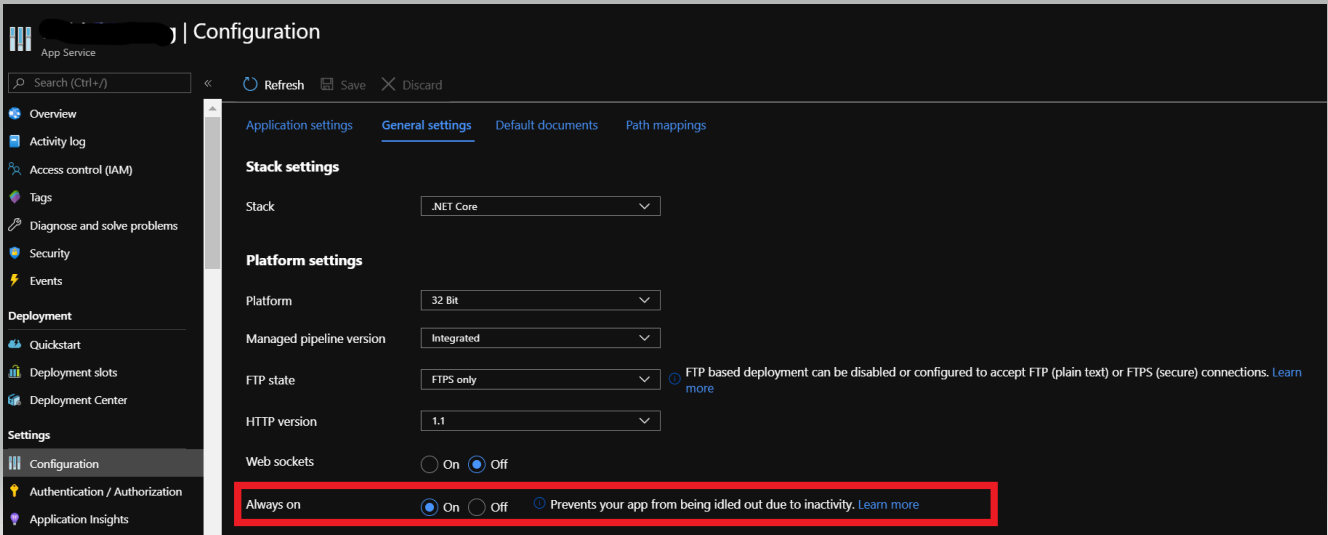 | Configuration
App Service
Search (Ctrl+/)
«
Refresh
Save
Discard
Overview
Activity log
Access control (IAM)
Tags
Diagnose and solve problems
Security
Events
Deployment
Quickstart
Deployment slots
Deployment Center
Settings
Configuration
Authentication / Authorization
Application Insights
Application settings
General settings
Default documents
Path mappings
Stack settings
Stack
.NET Core
Platform settings
Platform
32 Bit
Managed pipeline version
Integrated
FTP state
FTPS only
FTP based deployment can be disabled or configured to accept FTP (plain text) or FTPS (secure) connections. Learn
more
HTTP version
1.1
Web sockets
On
Off
Always on
On
Off
Prevents your app from being idled out due to inactivity. Learn more